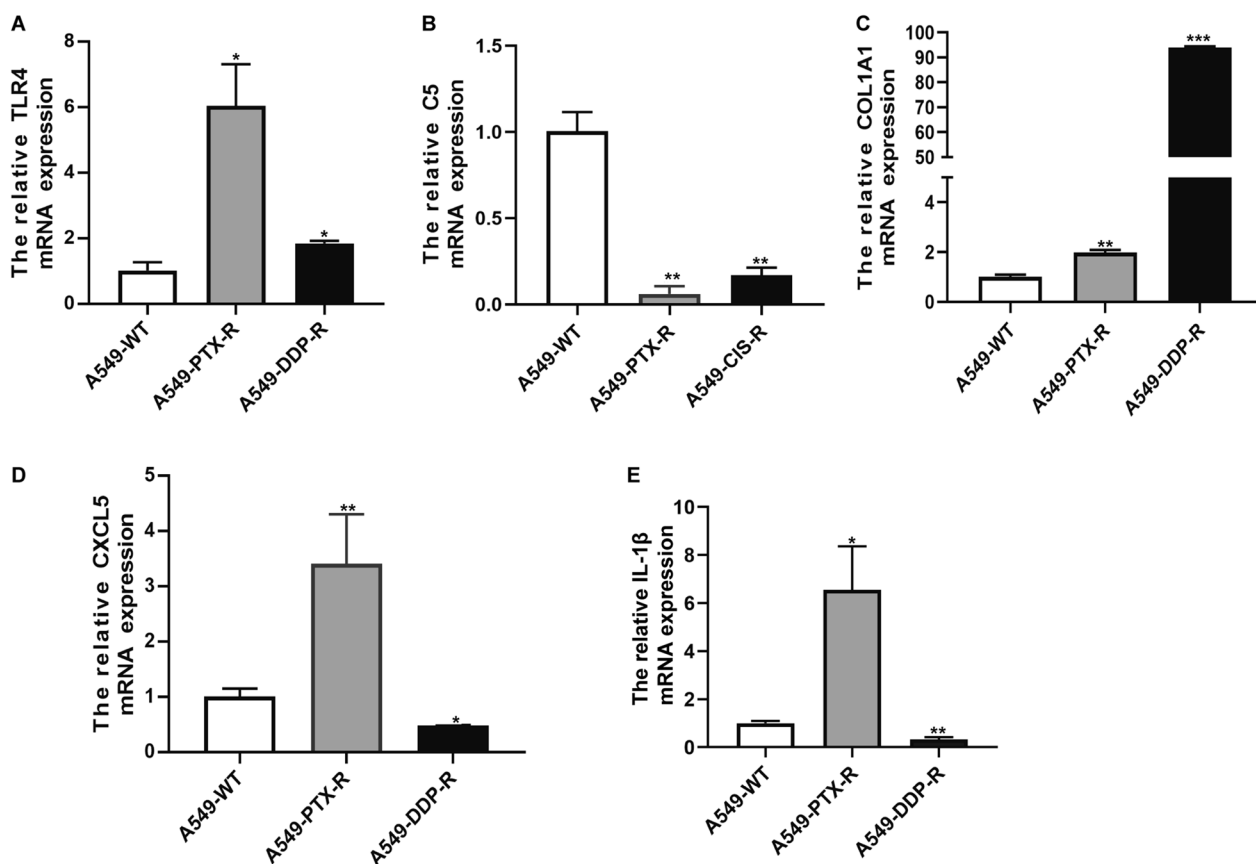 A
The relative TLR4
mRNA expression
8
6
4
2
0
*
*
A549-WT
A549-PTX-R
A549-DDP-R
B
The relative C5
mRNA expression
1.5
1.0
0.5
0.0
**
**
A549-WT
A549-PTX-R
A549-CIS-R
C
The relative COL1A1
mRNA expression
100
90
80
70
60
50
4
2
0
**
***
A549-WT
A549-PTX-R
A549-DDP-R
D
The relative CXCL5
mRNA expression
5
4
3
2
1
0
**
*
A549-WT
A549-PTX-R
A549-DDP-R
E
The relative IL-1β
mRNA expression
10
8
6
4
2
0
*
**
A549-WT
A549-PTX-R
A549-DDP-R